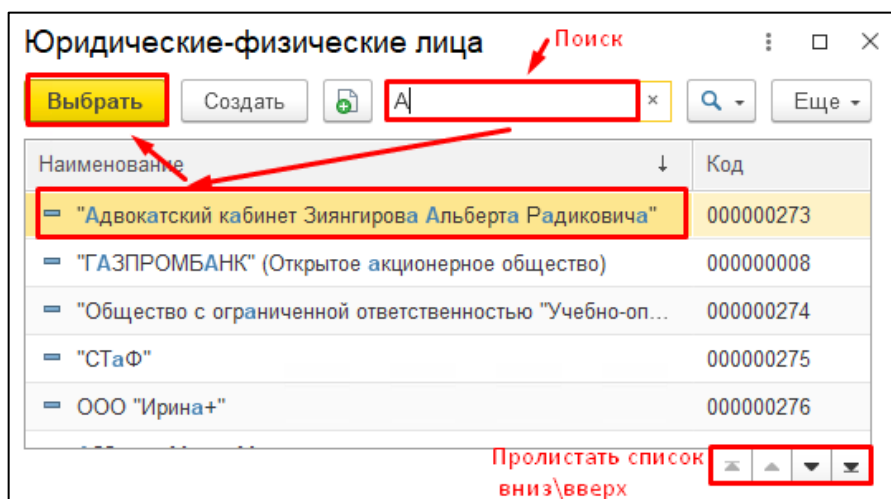 Юридические-физические лица
Поиск
Выбрать Создать А Еще
Наименование Код
"Адвокатский кабинет Зиянгирова Альберта Радиковича" 000000273
"ГАЗПРОМБАНК" (Открытое акционерное общество) 000000008
"Общество с ограниченной ответственностью "Учебно-оп... 000000274
"СТаФ" 000000275
ООО "Ирина+" 000000276
Пролистать список
вниз\вверх